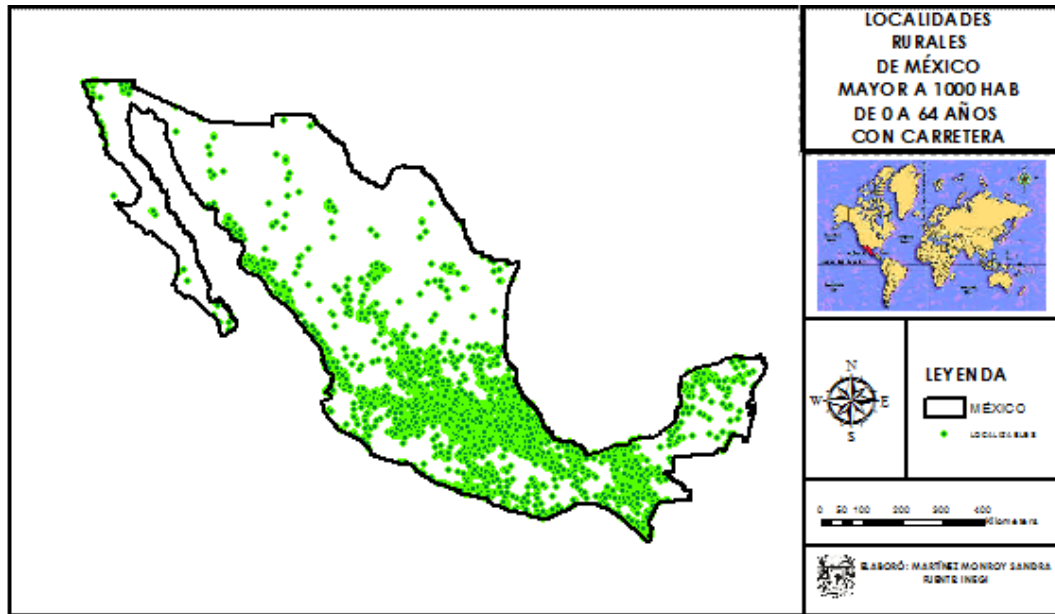 LOCALIDADES
RURALES
DE MÉXICO
MAYOR A 1000 HAB
DE 0 A 64 AÑOS
CON CARRETERA
N
W E
S
LEYENDA
MÉXICO
0 50 100 200 300 400
Kilometers
ELABORÓ: MARTÍNEZ MONROY SANDRA
FUENTE INEGI